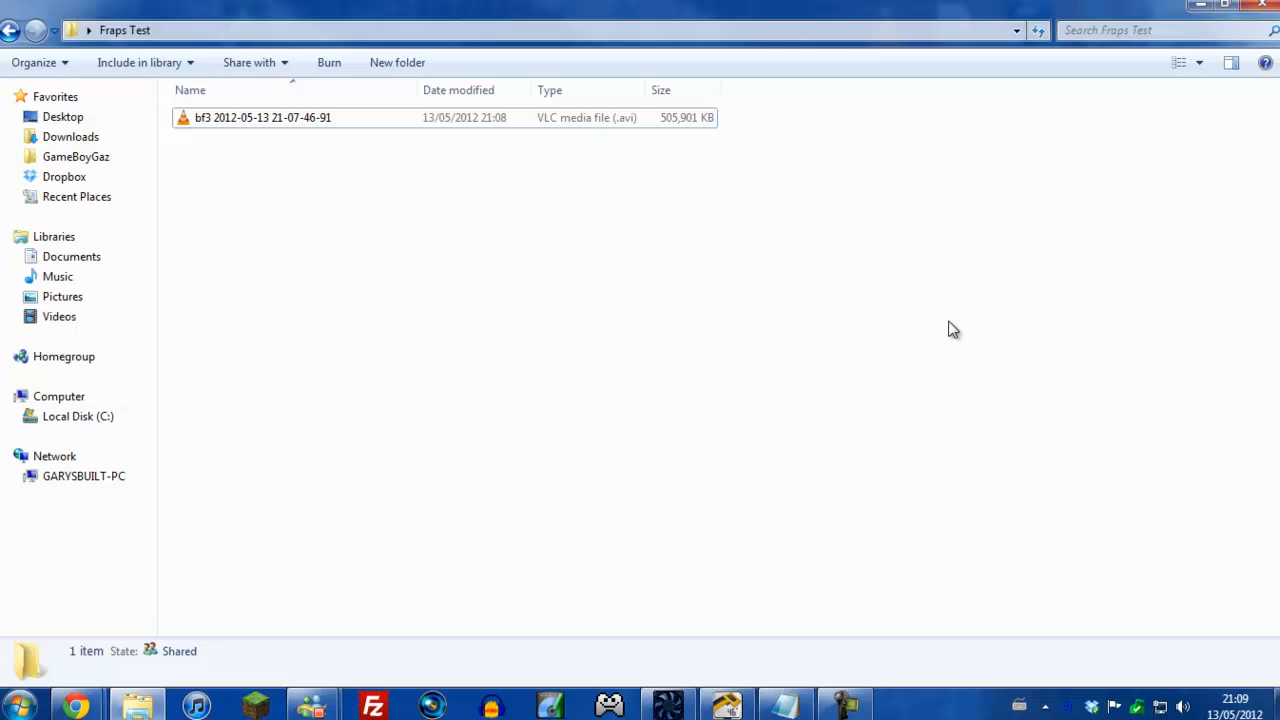 Fraps Test
Search Fraps Test
Organize Include in library Share with Burn New folder
Name Date modified Type Size
bf3 2012-05-13 21-07-46-91 13/05/2012 21:08 VLC media file (.avi) 505,901 KB
Favorites
Desktop
Downloads
GameBoyGaz
Dropbox
Recent Places
Libraries
Documents
Music
Pictures
Videos
Homegroup
Computer
Local Disk (C:)
Network
GARYSBUILT-PC
1 item State: Shared
Fz
46°
21:09
13/05/2012